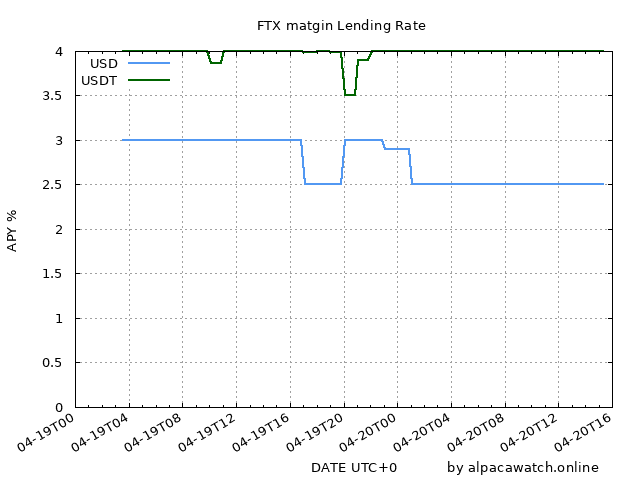 FTX matgin Lending Rate
USD
USDT
4
3.5
3
2.5
2
1.5
1
0.5
0
APY %
04-19T00
04-19T04
04-19T08
04-19T12
04-19T16
04-19T20
04-20T00
04-20T04
04-20T08
04-20T12
04-20T16
DATE UTC+0
by alpacawatch.online